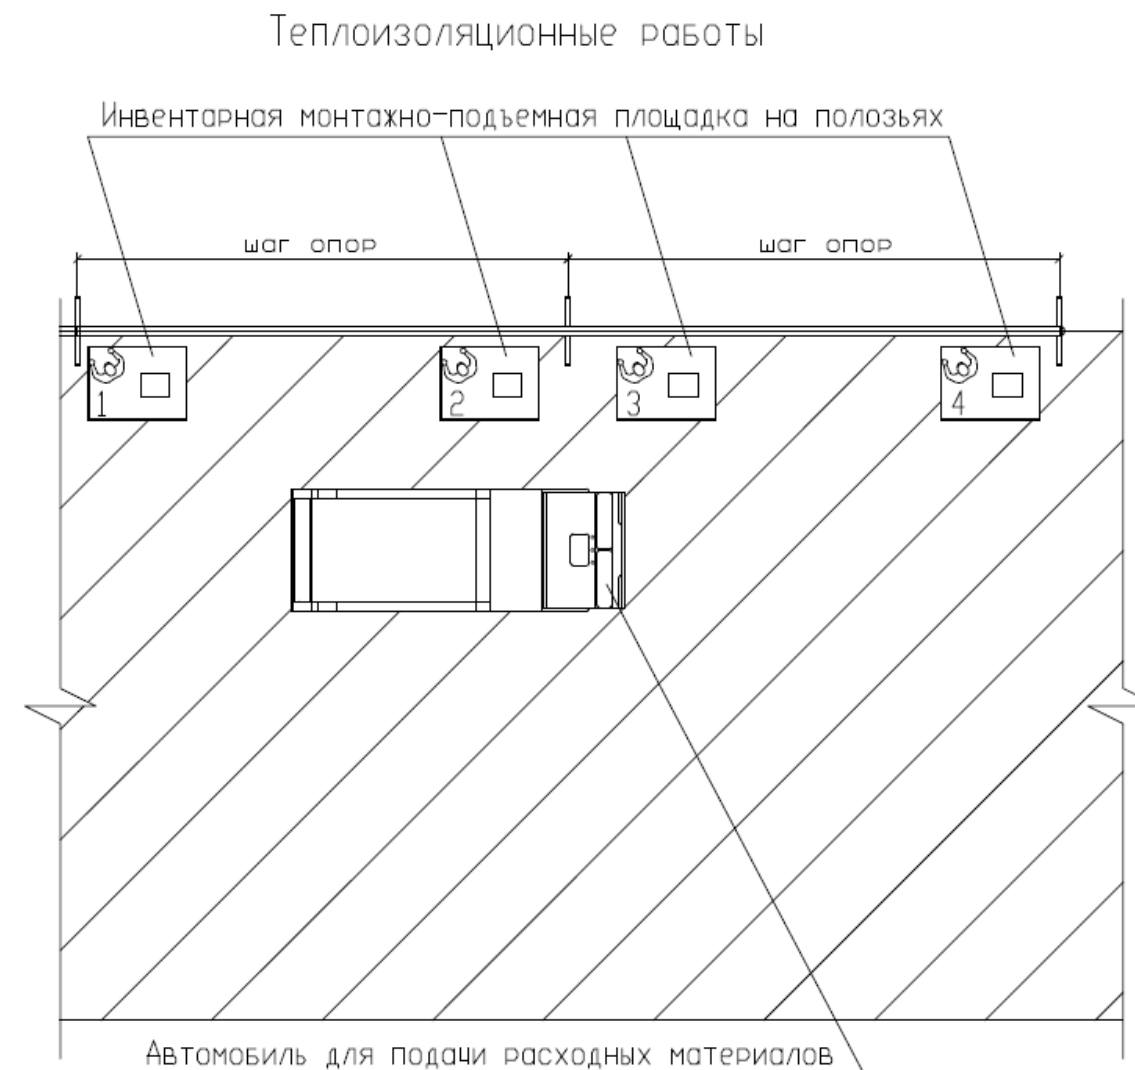 Теплоизоляционные работы
Инвентарная монтажно-подъемная площадка на полозьях
шаг опор шаг опор
1 2 3 4
Автомобиль для подачи расходных материалов